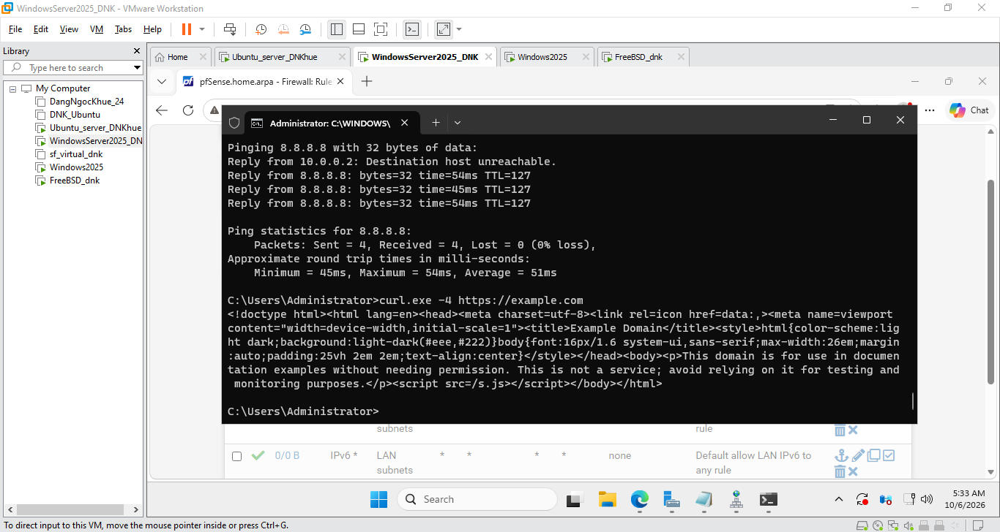 WindowsServer2025_DNK - VMware Workstation
File Edit View VM Tabs Help
Library
Type here to search
My Computer
DangNgocKhue_24
DNK_Ubuntu
Ubuntu_server_DNKhue
WindowsServer2025_DN
sf_virtual_dnk
Windows2025
FreeBSD_dnk
Home Ubuntu_server_DNKhue WindowsServer2025_DNK Windows2025 FreeBSD_dnk
pf pfSense.home.arpa - Firewall: Rule
Chat
Administrator: C:\WINDOWS\
Pinging 8.8.8.8 with 32 bytes of data:
Reply from 10.0.0.2: Destination host unreachable.
Reply from 8.8.8.8: bytes=32 time=54ms TTL=127
Reply from 8.8.8.8: bytes=32 time=45ms TTL=127
Reply from 8.8.8.8: bytes=32 time=54ms TTL=127
Ping statistics for 8.8.8.8:
Packets: Sent = 4, Received = 4, Lost = 0 (0% loss),
Approximate round trip times in milli-seconds:
Minimum = 45ms, Maximum = 54ms, Average = 51ms
C:\Users\Administrator>curl.exe -4 https://example.com
<!doctype html><html lang=en><head><meta charset=utf-8><link rel=icon href=data:,><meta name=viewport
content="width=device-width,initial-scale=1"><title>Example Domain</title><style>html{color-scheme:lig
ht dark;background:light-dark(#eee,#222)}body{font:16px/1.6 system-ui,sans-serif;max-width:26em;margin
:auto;padding:25vh 2em 2em;text-align:center}</style></head><body><p>This domain is for use in documen
tation examples without needing permission. This is not a service; avoid relying on it for testing and
monitoring purposes.</p><script src=/s.js></script></body></html>
C:\Users\Administrator>
subnets rule
0/0 B IPv6 * LAN * * * * none Default allow LAN IPv6 to
subnets any rule
Search
5:33 AM
10/6/2026
To direct input to this VM, move the mouse pointer inside or press Ctrl+G.